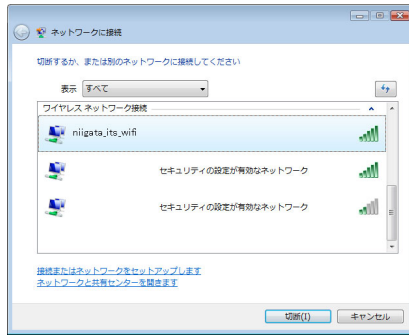 ネットワークに接続
切断するか、または別のネットワークに接続してください
表示 すべて
ワイヤレス ネットワーク接続
niigata_its_wifi
セキュリティの設定が有効なネットワーク
セキュリティの設定が有効なネットワーク
接続またはネットワークをセットアップします
ネットワークと共有センターを開きます
切断(I) キャンセル